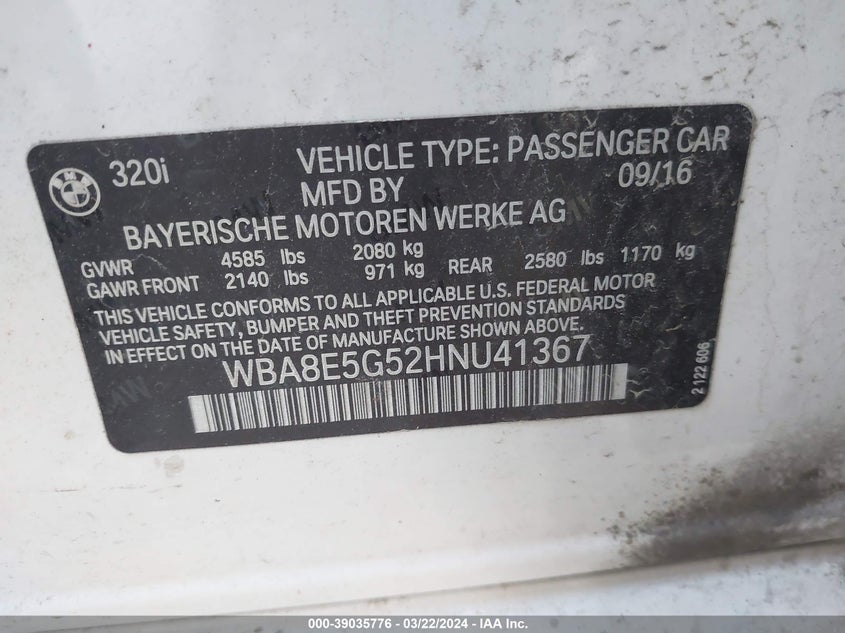 BMW
320i
VEHICLE TYPE: PASSENGER CAR
MFD BY 09/16
BAYERISCHE MOTOREN WERKE AG
GVWR 4585 lbs 2080 kg
GAWR FRONT 2140 lbs 971 kg REAR 2580 lbs 1170 kg
THIS VEHICLE CONFORMS TO ALL APPLICABLE U.S. FEDERAL MOTOR
VEHICLE SAFETY, BUMPER AND THEFT PREVENTION STANDARDS
IN EFFECT ON THE DATE OF MANUFACTURE SHOWN ABOVE.
WBA8E5G52HNU41367
2 122 606
000-39035776 - 03/22/2024 - IAA Inc.